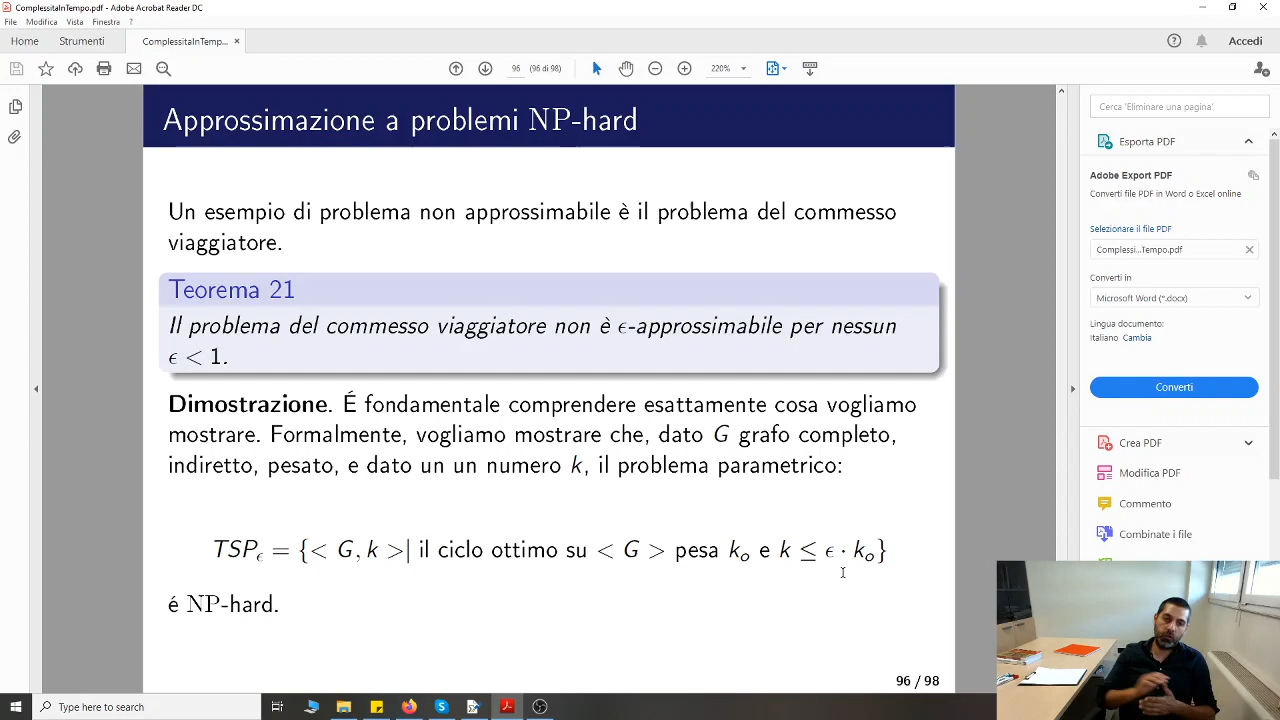 ComplessitaInTempo.pdf - Adobe Acrobat Reader DC
File Modifica Vista Finestra ?
Home Strumenti ComplessitaInTemp... × Accedi
96 (96 di 98) 220%
Approssimazione a problemi NP-hard
Un esempio di problema non approssimabile è il problema del commesso
viaggiatore.
Teorema 21
Il problema del commesso viaggiatore non è ϵ-approssimabile per nessun
ϵ < 1.
Dimostrazione. É fondamentale comprendere esattamente cosa vogliamo
mostrare. Formalmente, vogliamo mostrare che, dato G grafo completo,
indiretto, pesato, e dato un un numero k, il problema parametrico:
TSPϵ = {< G, k >| il ciclo ottimo su < G > pesa ko e k ≤ ϵ · ko}
é NP-hard.
96 / 98
Cerca 'Eliminare una pagina'
Esporta PDF
Adobe Export PDF
Converti file PDF in Word o Excel online
Selezionare il file PDF
Complessi...Tempo.pdf
Converti in
Microsoft Word (*.docx)
Lingua documento:
Italiano Cambia
Converti
Crea PDF
Modifica PDF
Commento
Combinate i file
Type here to search